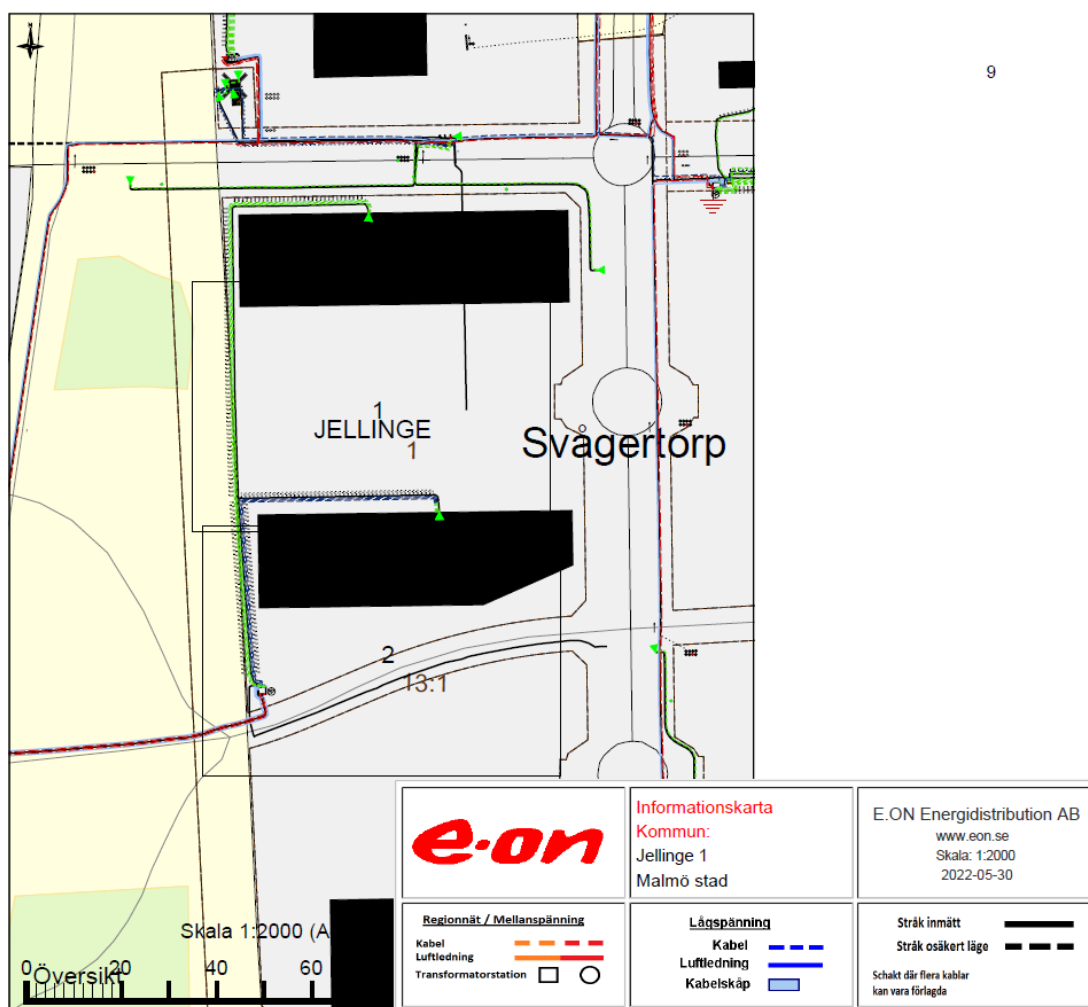 9
1
JELLINGE
1
Svågertorp
2
13:1
Skala 1:2000 (A
0 20 40 60
Översikt
e·on
Informationskarta
Kommun:
Jellinge 1
Malmö stad
E.ON Energidistribution AB
www.eon.se
Skala: 1:2000
2022-05-30
Regionnät / Mellanspänning
Kabel
Luftledning
Transformatorstation
Lågspänning
Kabel
Luftledning
Kabelskåp
Stråk inmätt
Stråk osäkert läge
Schakt där flera kablar
kan vara förlagda